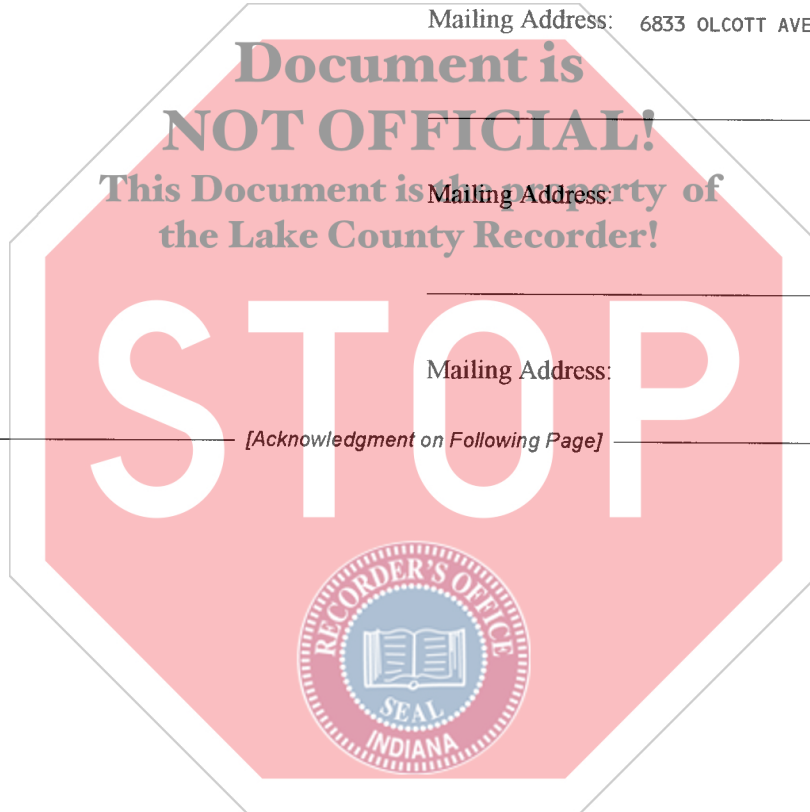 Mailing Address: 6833 OLCOTT AVE
Document is
NOT OFFICIAL!
This Document is the property of
Mailing Address:
the Lake County Recorder!
STOP
Mailing Address:
[Acknowledgment on Following Page]
RECORDER'S OFFICE
SEAL
INDIANA